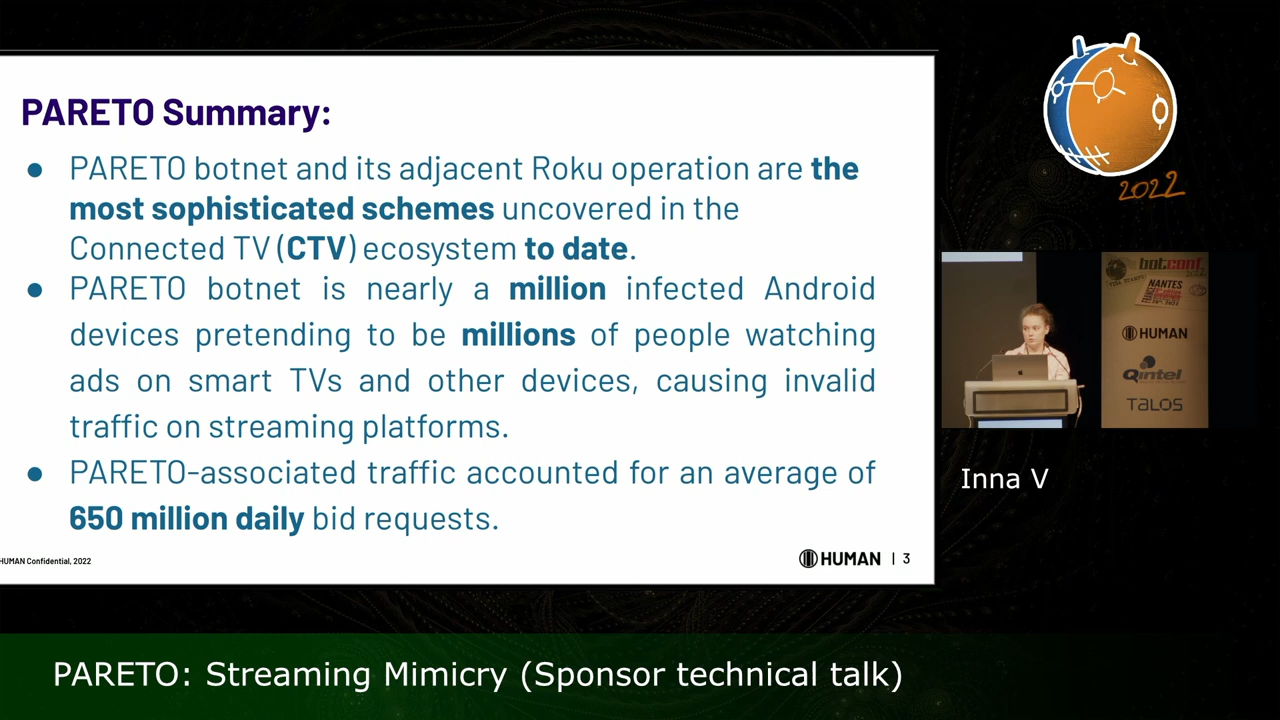 PARETO Summary:
● PARETO botnet and its adjacent Roku operation are the
most sophisticated schemes uncovered in the
Connected TV (CTV) ecosystem to date.
● PARETO botnet is nearly a million infected Android
devices pretending to be millions of people watching
ads on smart TVs and other devices, causing invalid
traffic on streaming platforms.
● PARETO-associated traffic accounted for an average of
650 million daily bid requests.
HUMAN Confidential, 2022
HUMAN | 3
2022
botconf
NANTES
HUMAN
Qintel
TALOS
Inna V
PARETO: Streaming Mimicry (Sponsor technical talk)